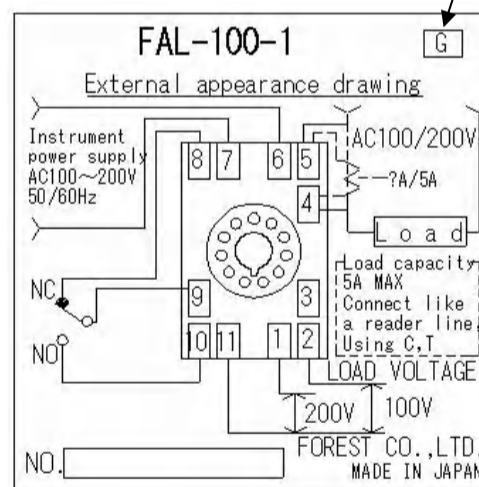 FAL-100-1
G
External appearance drawing
Instrument
power supply
AC100~200V
50/60Hz
8 7 6 5
AC100/200V
?A/5A
4
Load
Load capacity
5A MAX
Connect like
a reader line,
Using C,T
NC
9 3
NO
10 11 1 2
LOAD VOLTAGE
200V
100V
FOREST CO.,LTD.
NO.
MADE IN JAPAN